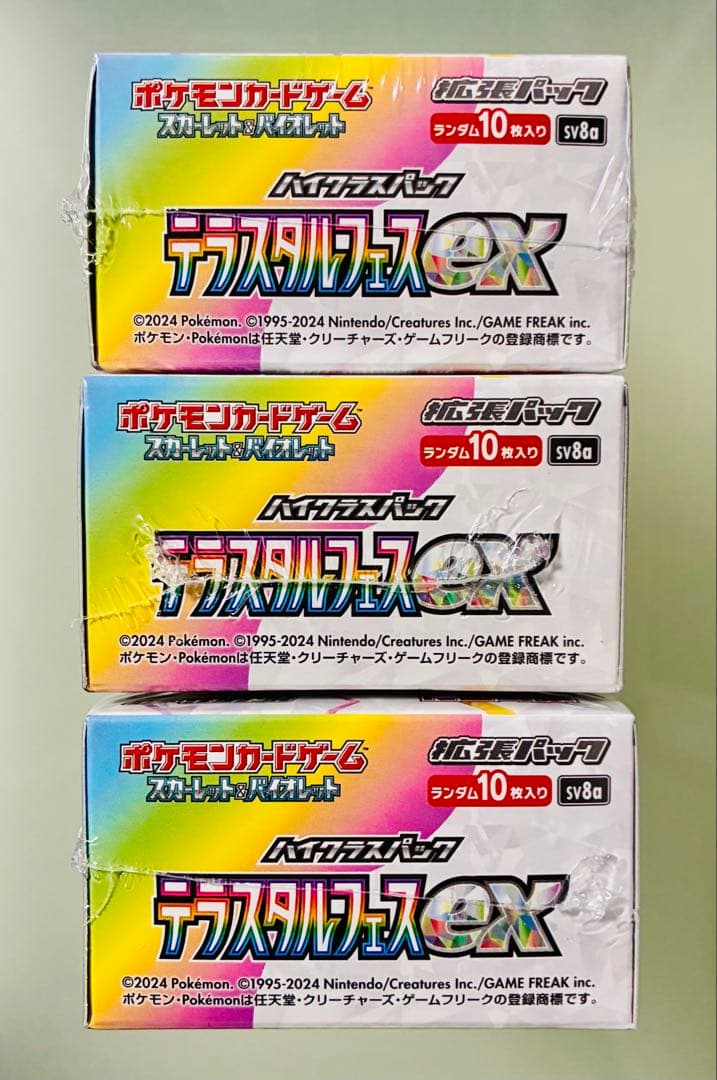 ポケモンカードゲーム™
スカーレット&バイオレット
拡張パック
ランダム10枚入り sv8a
ハイクラスパック
テラスタルフェスex
©2024 Pokémon. ©1995-2024 Nintendo/Creatures Inc./GAME FREAK inc.
ポケモン・Pokémonは任天堂・クリーチャーズ・ゲームフリークの登録商標です。
ポケモンカードゲーム™
スカーレット&バイオレット
拡張パック
ランダム10枚入り sv8a
ハイクラスパック
テラスタルフェスex
©2024 Pokémon. ©1995-2024 Nintendo/Creatures Inc./GAME FREAK inc.
ポケモン・Pokémonは任天堂・クリーチャーズ・ゲームフリークの登録商標です。
ポケモンカードゲーム™
スカーレット&バイオレット
拡張パック
ランダム10枚入り sv8a
ハイクラスパック
テラスタルフェスex
©2024 Pokémon. ©1995-2024 Nintendo/Creatures Inc./GAME FREAK inc.
ポケモン・Pokémonは任天堂・クリーチャーズ・ゲームフリークの登録商標です。